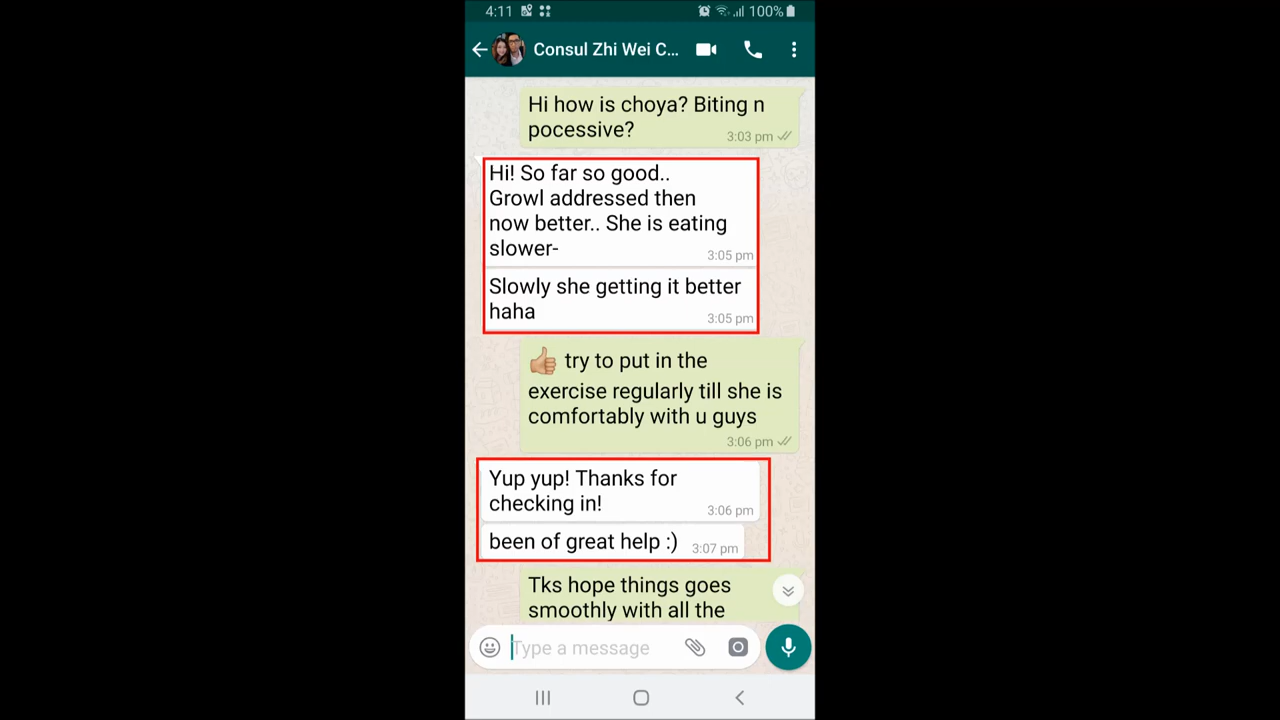 4:11 100%
Consul Zhi Wei C...
Hi how is choya? Biting n
pocessive?
3:03 pm
Hi! So far so good..
Growl addressed then
now better.. She is eating
slower-
3:05 pm
Slowly she getting it better
haha
3:05 pm
👍 try to put in the
exercise regularly till she is
comfortably with u guys
3:06 pm
Yup yup! Thanks for
checking in!
3:06 pm
been of great help :)
3:07 pm
Tks hope things goes
smoothly with all the
Type a message